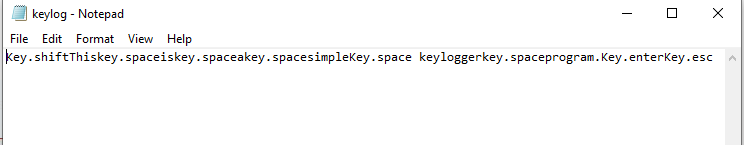 keylog - Notepad
File Edit Format View Help
Key.shiftThiskey.spaceiskey.spaceakey.spacesimpleKey.space keyloggerkey.spaceprogram.Key.enterKey.esc